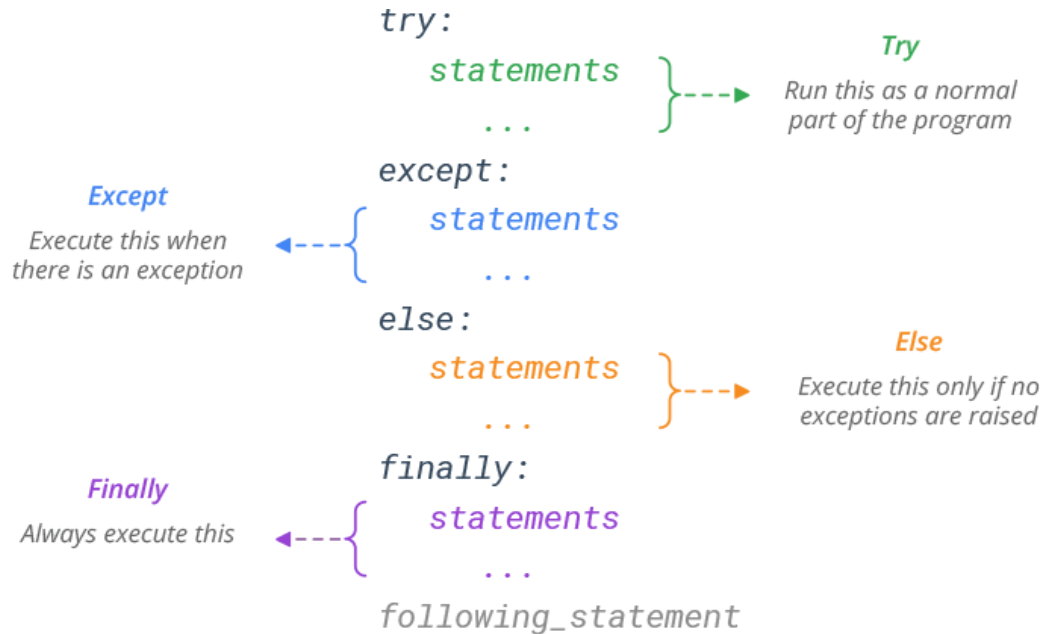 try:
Try
statements
Run this as a normal
part of the program
...
except:
Except
statements
Execute this when
there is an exception
...
else:
Else
statements
Execute this only if no
exceptions are raised
...
finally:
Finally
statements
Always execute this
...
following_statement